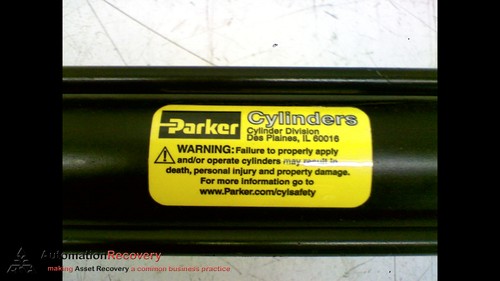 Parker Cylinders
Cylinder Division
Des Plaines, IL 60016
WARNING: Failure to properly apply
and/or operate cylinders may result in
death, personal injury and property damage.
For more information go to
www.Parker.com/cylsafety
AutomationRecovery
making Asset Recovery a common business practice